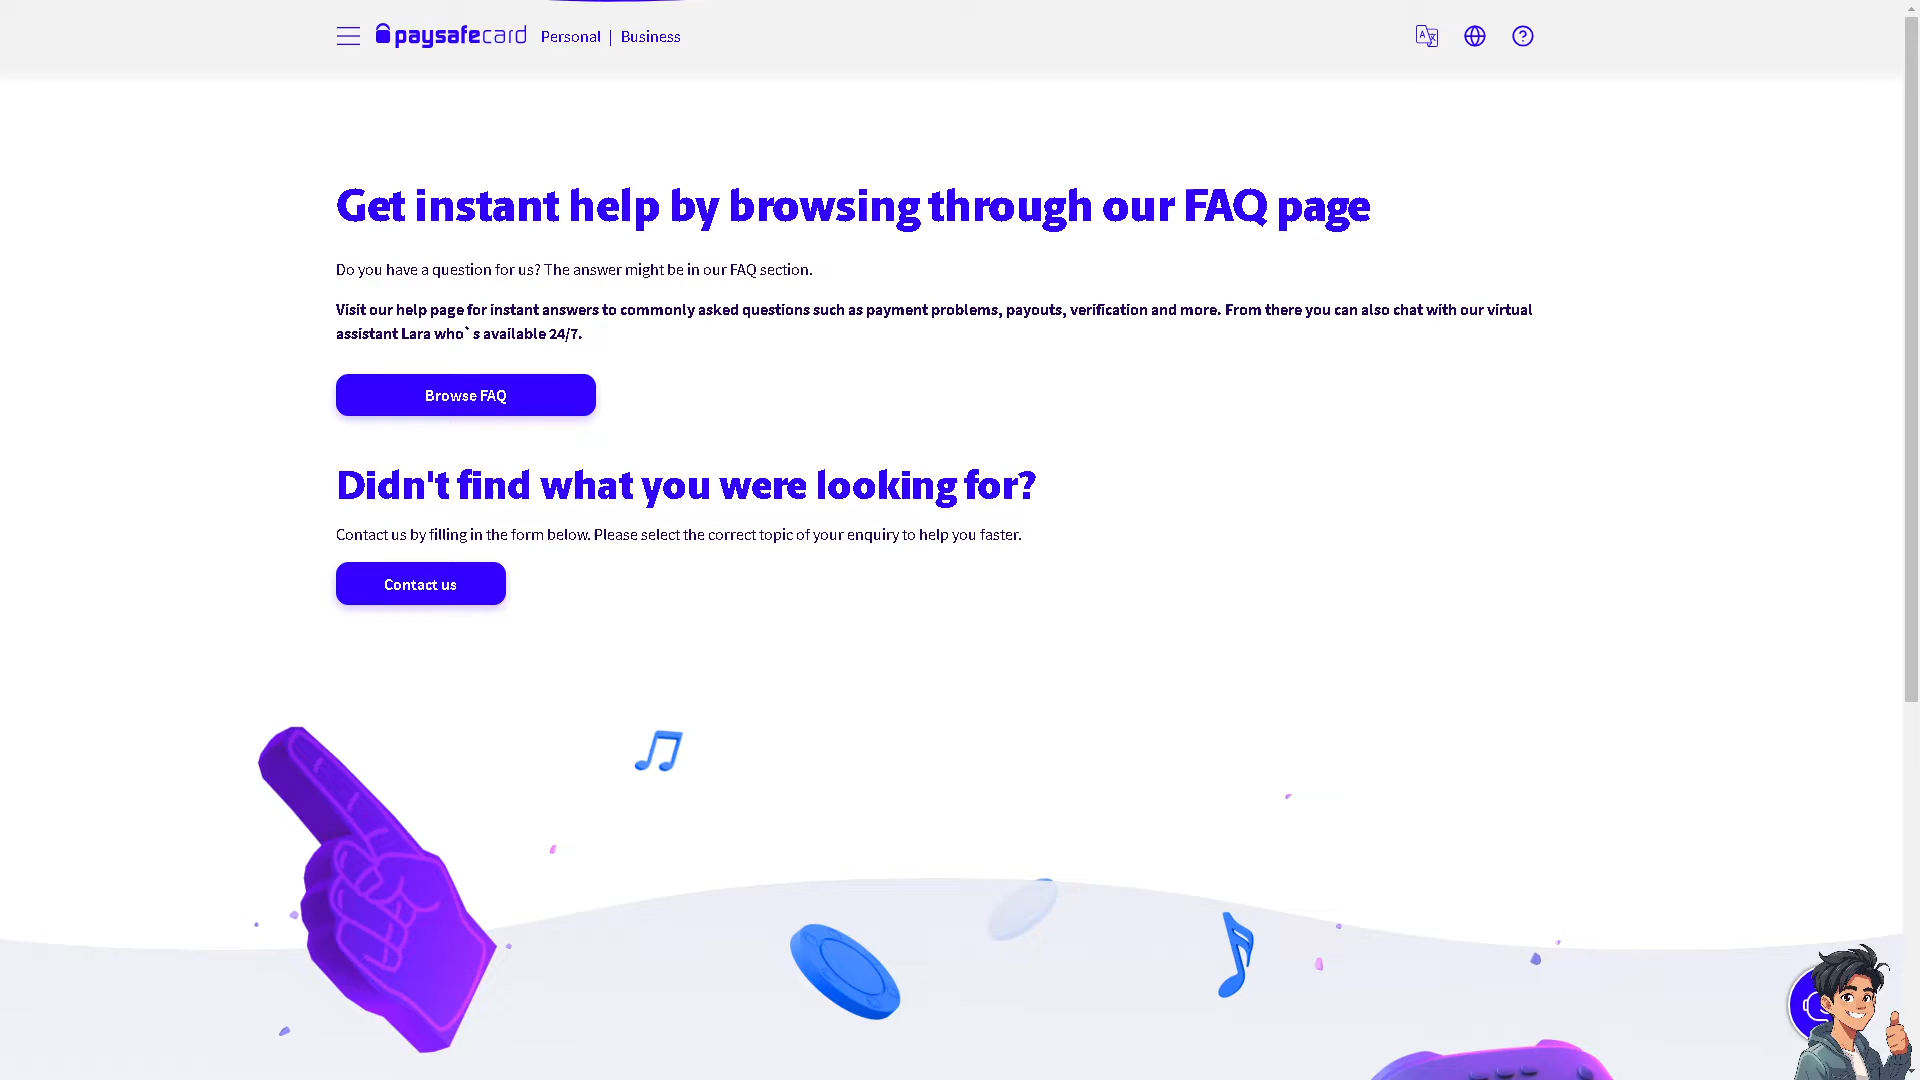 paysafecard Personal | Business
Get instant help by browsing through our FAQ page
Do you have a question for us? The answer might be in our FAQ section.
Visit our help page for instant answers to commonly asked questions such as payment problems, payouts, verification and more. From there you can also chat with our virtual
assistant Lara who`s available 24/7.
Browse FAQ
Didn't find what you were looking for?
Contact us by filling in the form below. Please select the correct topic of your enquiry to help you faster.
Contact us